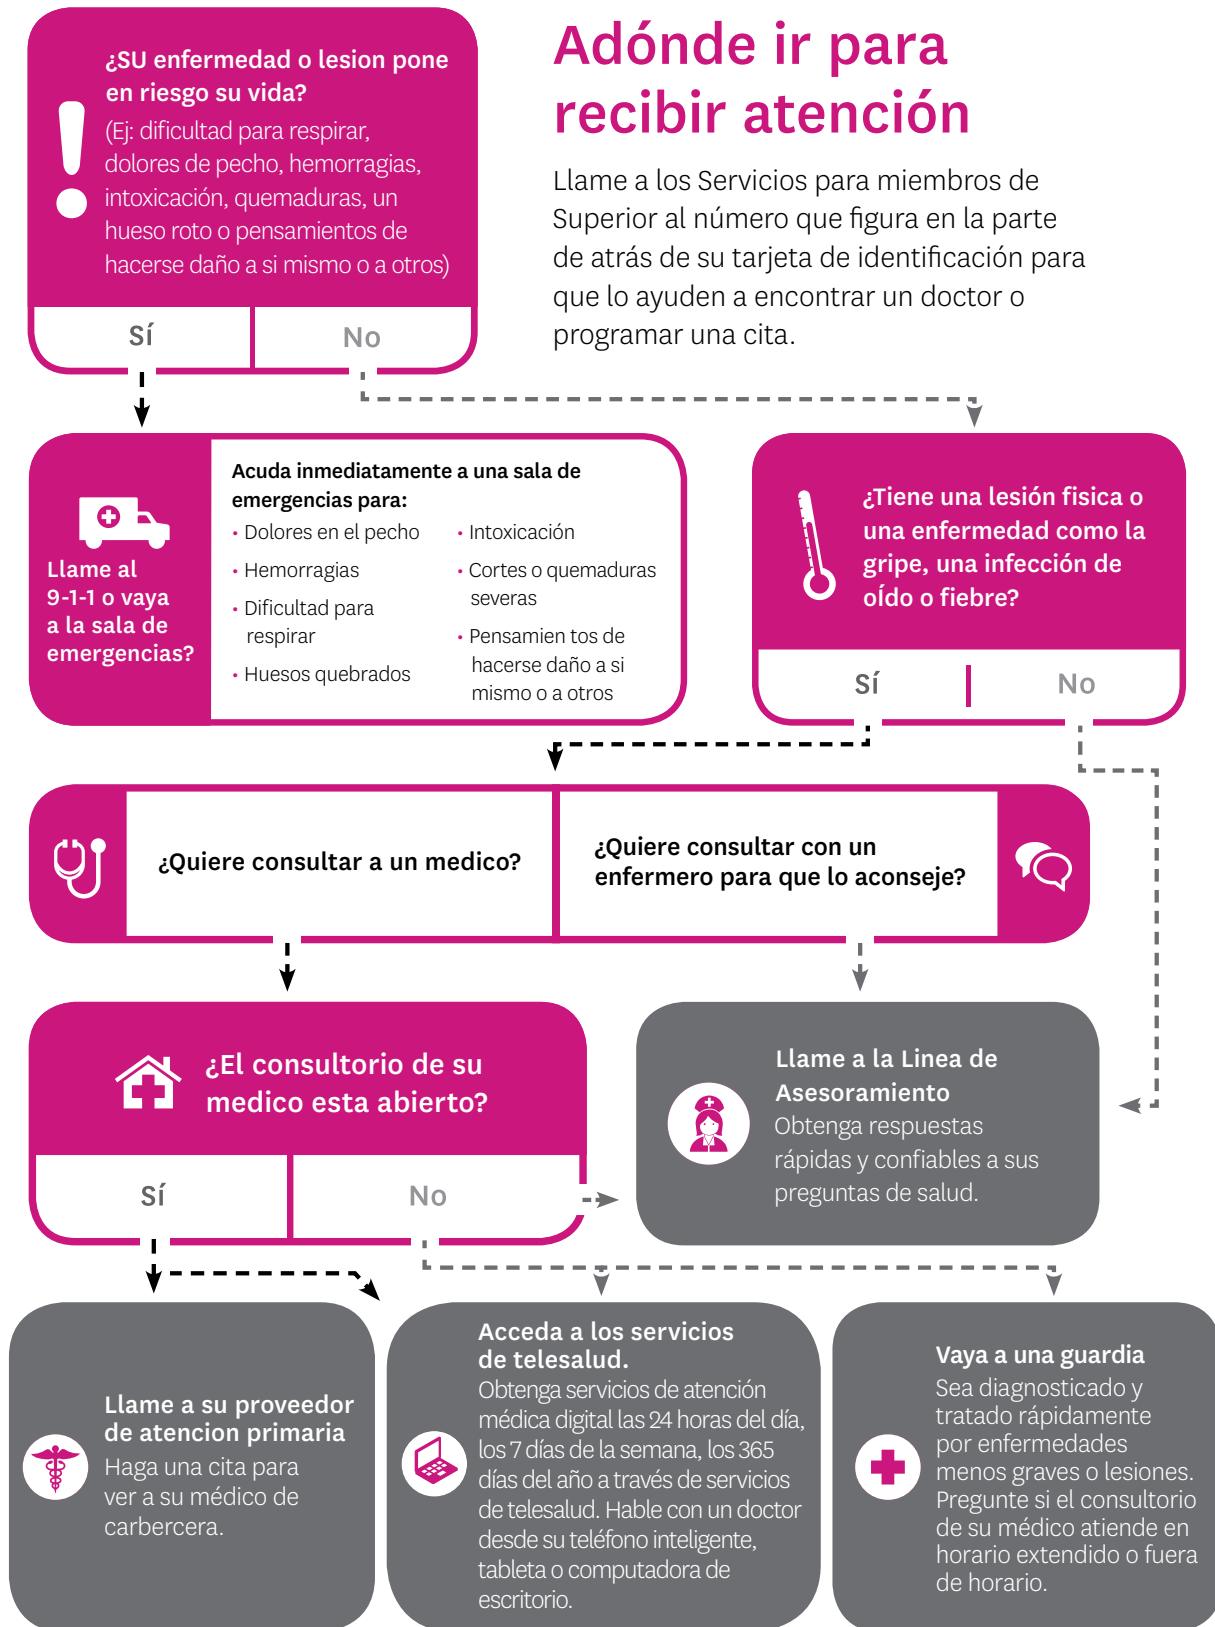 ¿SU enfermedad o lesion pone
en riesgo su vida?
(Ej: dificultad para respirar,
dolores de pecho, hemorragias,
intoxicación, quemaduras, un
hueso roto o pensamientos de
hacerse daño a si mismo o a otros)
Sí
No
Adónde ir para
recibir atención
Llame a los Servicios para miembros de
Superior al número que figura en la parte
de atrás de su tarjeta de identificación para
que lo ayuden a encontrar un doctor o
programar una cita.
Llame al
9-1-1 o vaya
a la sala de
emergencias?
Acuda inmediatamente a una sala de
emergencias para:
• Dolores en el pecho
• Hemorragias
• Dificultad para
respirar
• Huesos quebrados
• Intoxicación
• Cortes o quemaduras
severas
• Pensamien tos de
hacerse daño a si
mismo o a otros
¿Tiene una lesión fisica o
una enfermedad como la
gripe, una infección de
oÍdo o fiebre?
Sí
No
¿Quiere consultar a un medico?
¿Quiere consultar con un
enfermero para que lo aconseje?
¿El consultorio de su
medico esta abierto?
Sí
No
Llame a la Linea de
Asesoramiento
Obtenga respuestas
rápidas y confiables a sus
preguntas de salud.
Llame a su proveedor
de atencion primaria
Haga una cita para
ver a su médico de
carbercera.
Acceda a los servicios
de telesalud.
Obtenga servicios de atención
médica digital las 24 horas del día,
los 7 días de la semana, los 365
días del año a través de servicios
de telesalud. Hable con un doctor
desde su teléfono inteligente,
tableta o computadora de
escritorio.
Vaya a una guardia
Sea diagnosticado y
tratado rápidamente
por enfermedades
menos graves o lesiones.
Pregunte si el consultorio
de su médico atiende en
horario extendido o fuera
de horario.